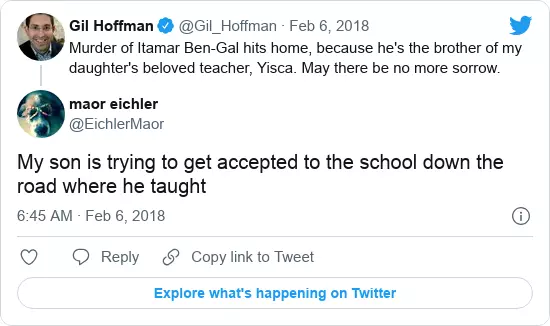 Gil Hoffman @Gil_Hoffman · Feb 6, 2018
Murder of Itamar Ben-Gal hits home, because he's the brother of my
daughter's beloved teacher, Yisca. May there be no more sorrow.
maor eichler
@EichlerMaor
My son is trying to get accepted to the school down the
road where he taught
6:45 AM · Feb 6, 2018
Reply Copy link to Tweet
Explore what's happening on Twitter